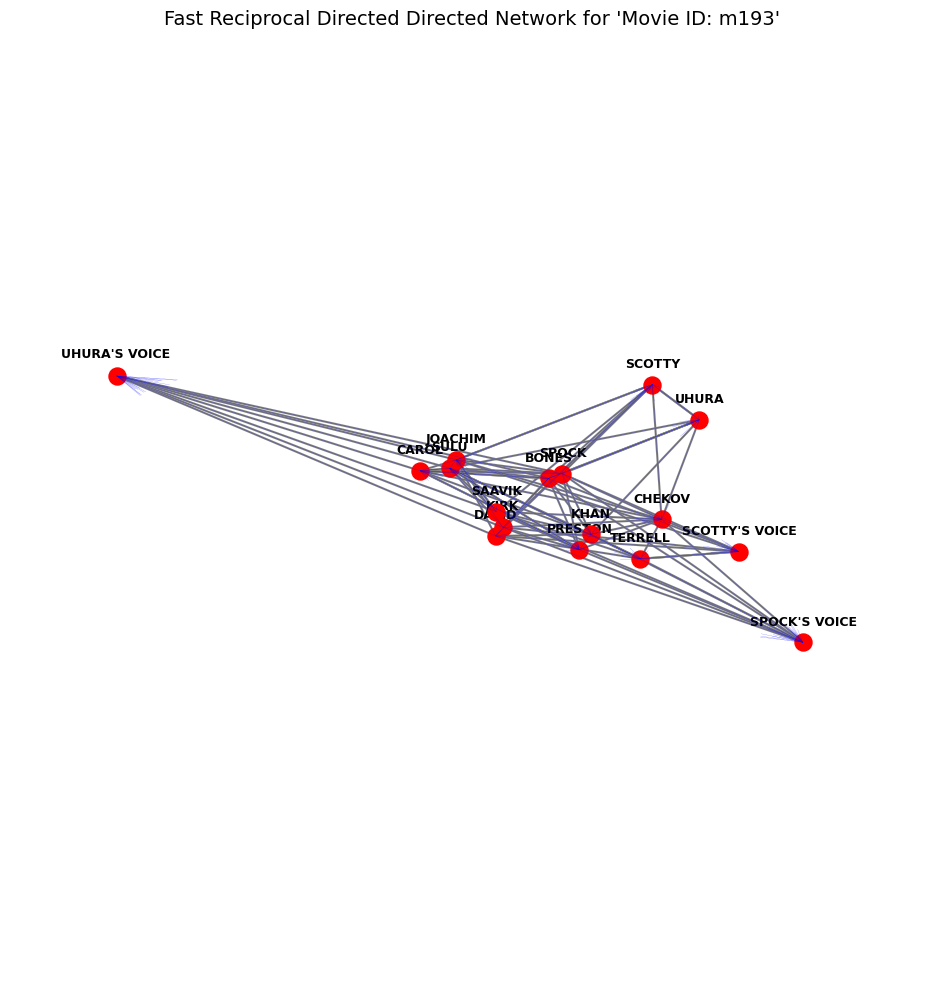 Fast Reciprocal Directed Directed Network for 'Movie ID: m193'
UHURA'S VOICE
SCOTTY
UHURA
JOACHIM
SULU
CAROL
SPOCK
BONES
SAAVIK
CHEKOV
KIRK
KHAN
DAVID
PRESTON
SCOTTY'S VOICE
TERRELL
SPOCK'S VOICE